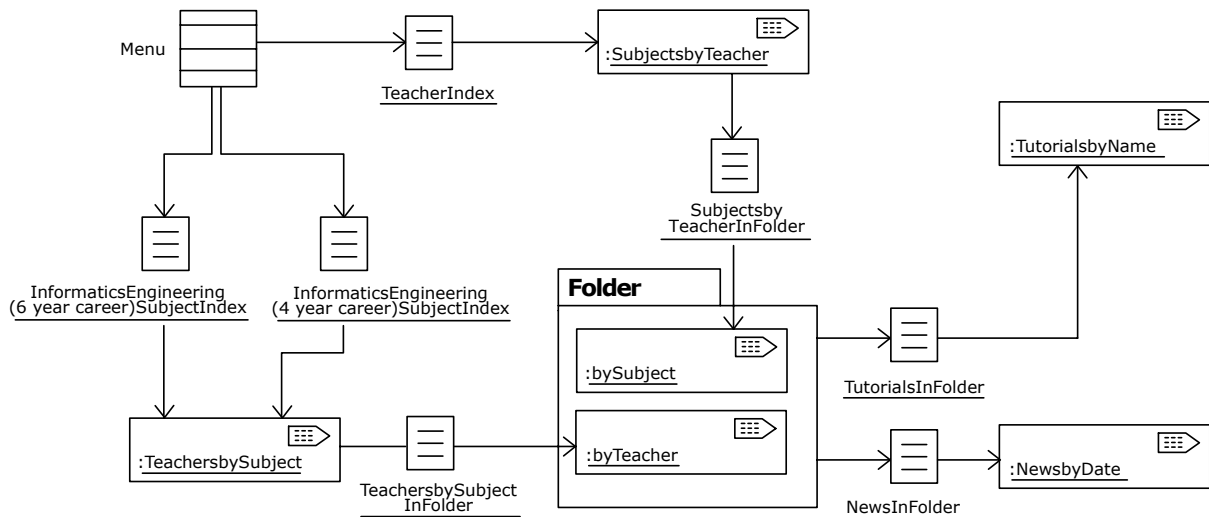 Menu
TeacherIndex
:SubjectsbyTeacher
:TutorialsbyName
Subjectsby
TeacherInFolder
InformaticsEngineering
(6 year career)SubjectIndex
InformaticsEngineering
(4 year career)SubjectIndex
Folder
:bySubject
TutorialsInFolder
:TeachersbySubject
TeachersbySubject
InFolder
:byTeacher
NewsInFolder
:NewsbyDate